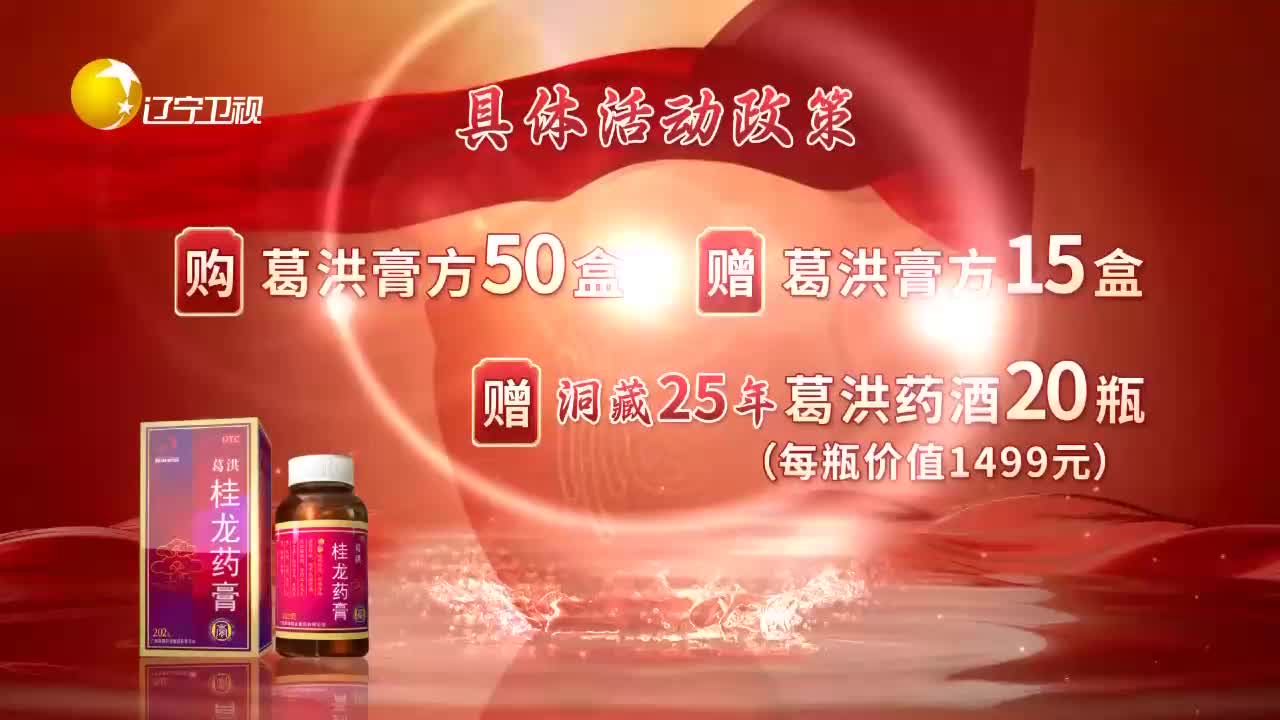 辽宁卫视
具体活动政策
购 葛洪膏方50盒 赠 葛洪膏方15盒
赠 洞藏25年葛洪药酒20瓶
(每瓶价值1499元)
OTC
葛洪
桂龙药膏
202
葛洪
桂龙药膏